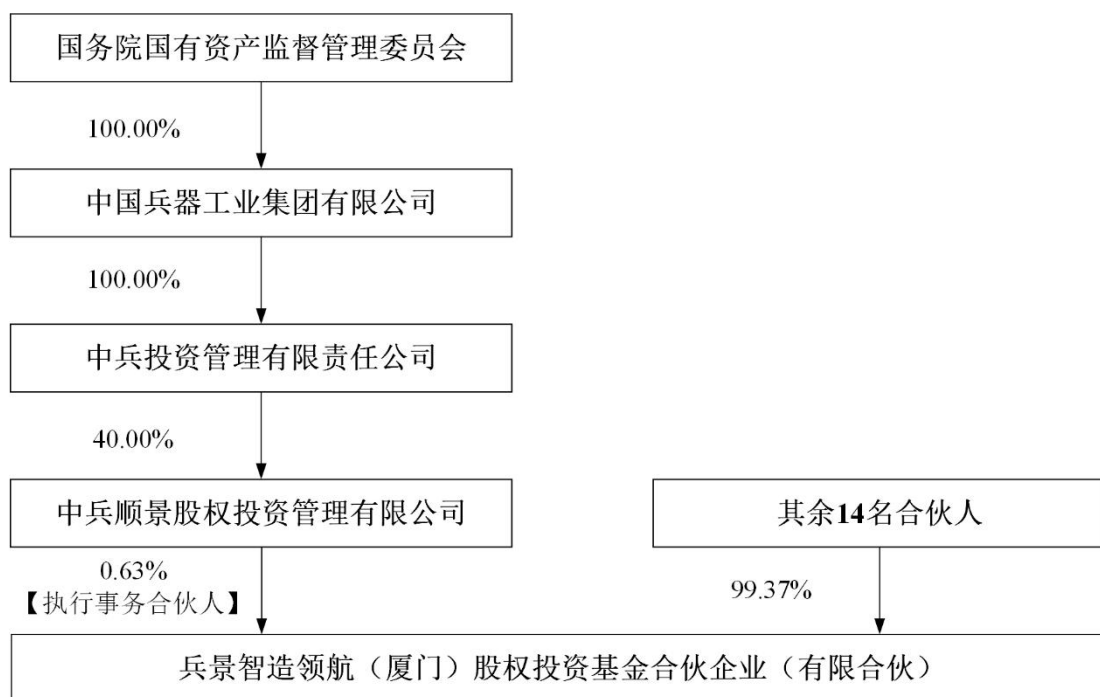 国务院国有资产监督管理委员会
100.00%
中国兵器工业集团有限公司
100.00%
中兵投资管理有限责任公司
40.00%
中兵顺景股权投资管理有限公司
其余14名合伙人
0.63%
【执行事务合伙人】
99.37%
兵景智造领航（厦门）股权投资基金合伙企业（有限合伙）